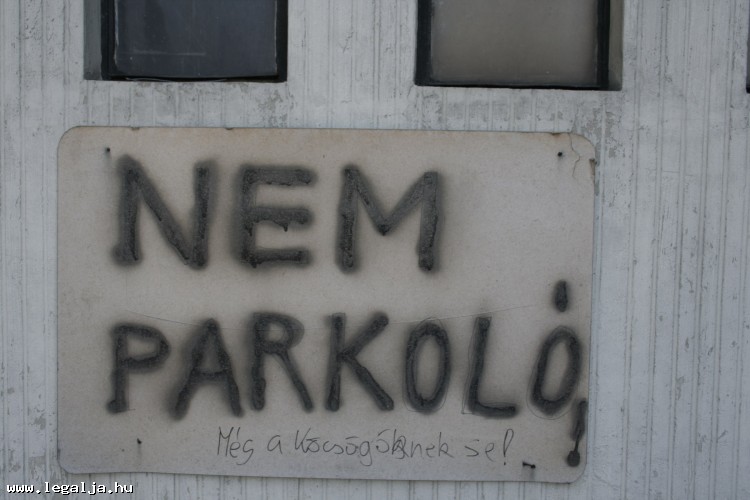 NEM
PARKOLÓ!
Még a Köcsögöknek se!
www.legalja.hu